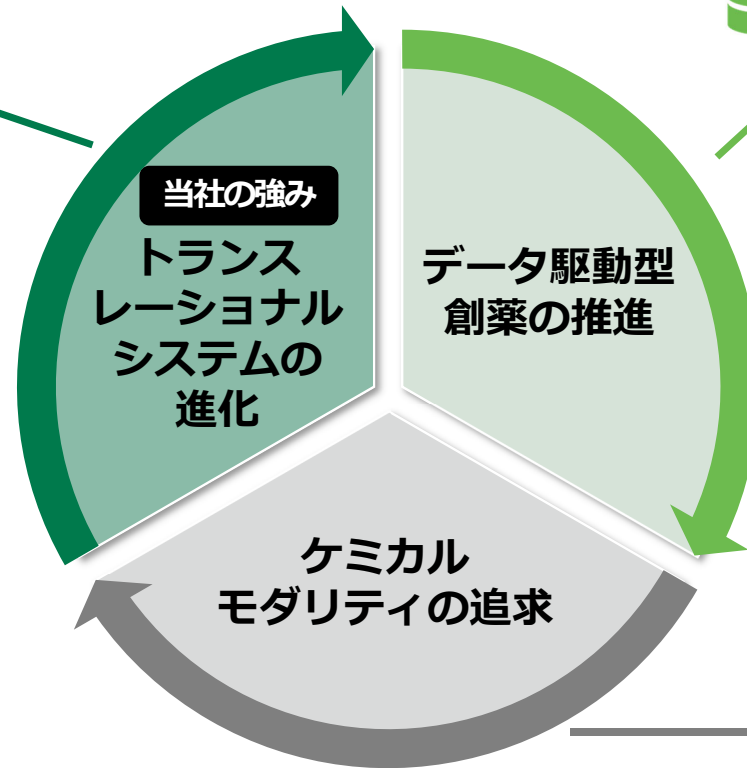 当社の強み
トランス
レーショナル
システムの
進化
データ駆動型
創薬の推進
ケミカル
モダリティの追求